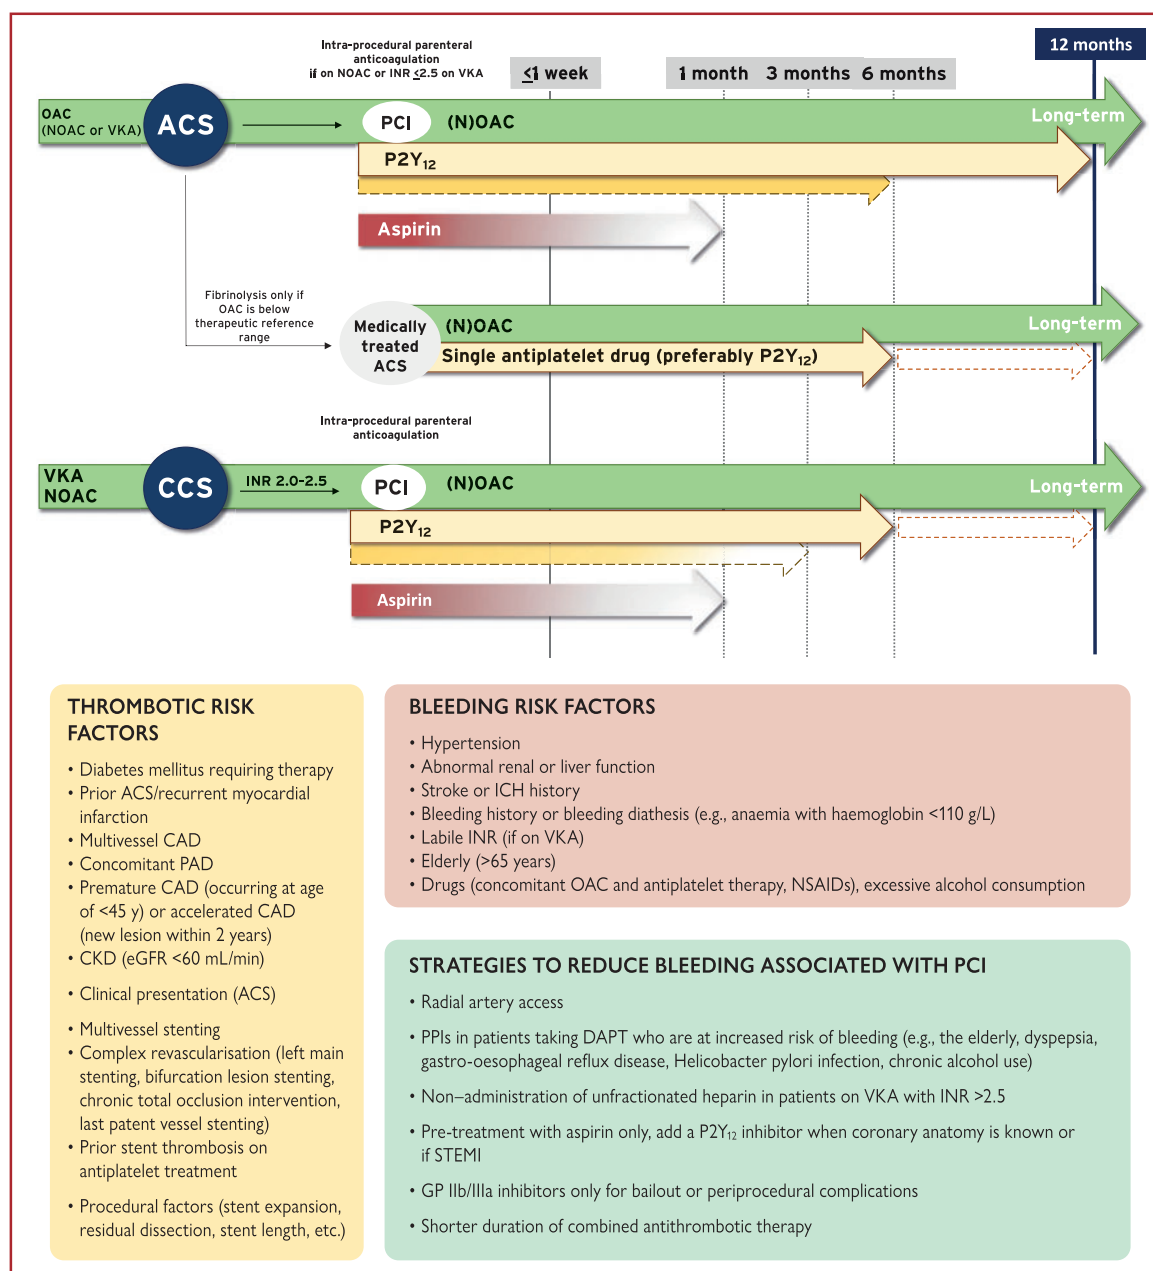 Intra-procedural parenteral
anticoagulation
if on NOAC or INR ≤2.5 on VKA
≤1 week
1 month
3 months
6 months
12 months
OAC
(NOAC or VKA)
ACS
PCI
(N)OAC
Long-term
P2Y12
Aspirin
Fibrinolysis only if
OAC is below
therapeutic reference
range
Medically
treated
ACS
(N)OAC
Long-term
Single antiplatelet drug (preferably P2Y12)
Intra-procedural parenteral
anticoagulation
VKA
NOAC
CCS
INR 2.0-2.5
PCI
(N)OAC
Long-term
P2Y12
Aspirin
THROMBOTIC RISK
FACTORS
• Diabetes mellitus requiring therapy
• Prior ACS/recurrent myocardial
infarction
• Multivessel CAD
• Concomitant PAD
• Premature CAD (occurring at age
of <45 y) or accelerated CAD
(new lesion within 2 years)
• CKD (eGFR <60 mL/min)
• Clinical presentation (ACS)
• Multivessel stenting
• Complex revascularisation (left main
stenting, bifurcation lesion stenting,
chronic total occlusion intervention,
last patent vessel stenting)
• Prior stent thrombosis on
antiplatelet treatment
• Procedural factors (stent expansion,
residual dissection, stent length, etc.)
BLEEDING RISK FACTORS
• Hypertension
• Abnormal renal or liver function
• Stroke or ICH history
• Bleeding history or bleeding diathesis (e.g., anaemia with haemoglobin <110 g/L)
• Labile INR (if on VKA)
• Elderly (>65 years)
• Drugs (concomitant OAC and antiplatelet therapy, NSAIDs), excessive alcohol consumption
STRATEGIES TO REDUCE BLEEDING ASSOCIATED WITH PCI
• Radial artery access
• PPIs in patients taking DAPT who are at increased risk of bleeding (e.g., the elderly, dyspepsia,
gastro-oesophageal reflux disease, Helicobacter pylori infection, chronic alcohol use)
• Non–administration of unfractionated heparin in patients on VKA with INR >2.5
• Pre-treatment with aspirin only, add a P2Y12 inhibitor when coronary anatomy is known or
if STEMI
• GP IIb/IIIa inhibitors only for bailout or periprocedural complications
• Shorter duration of combined antithrombotic therapy